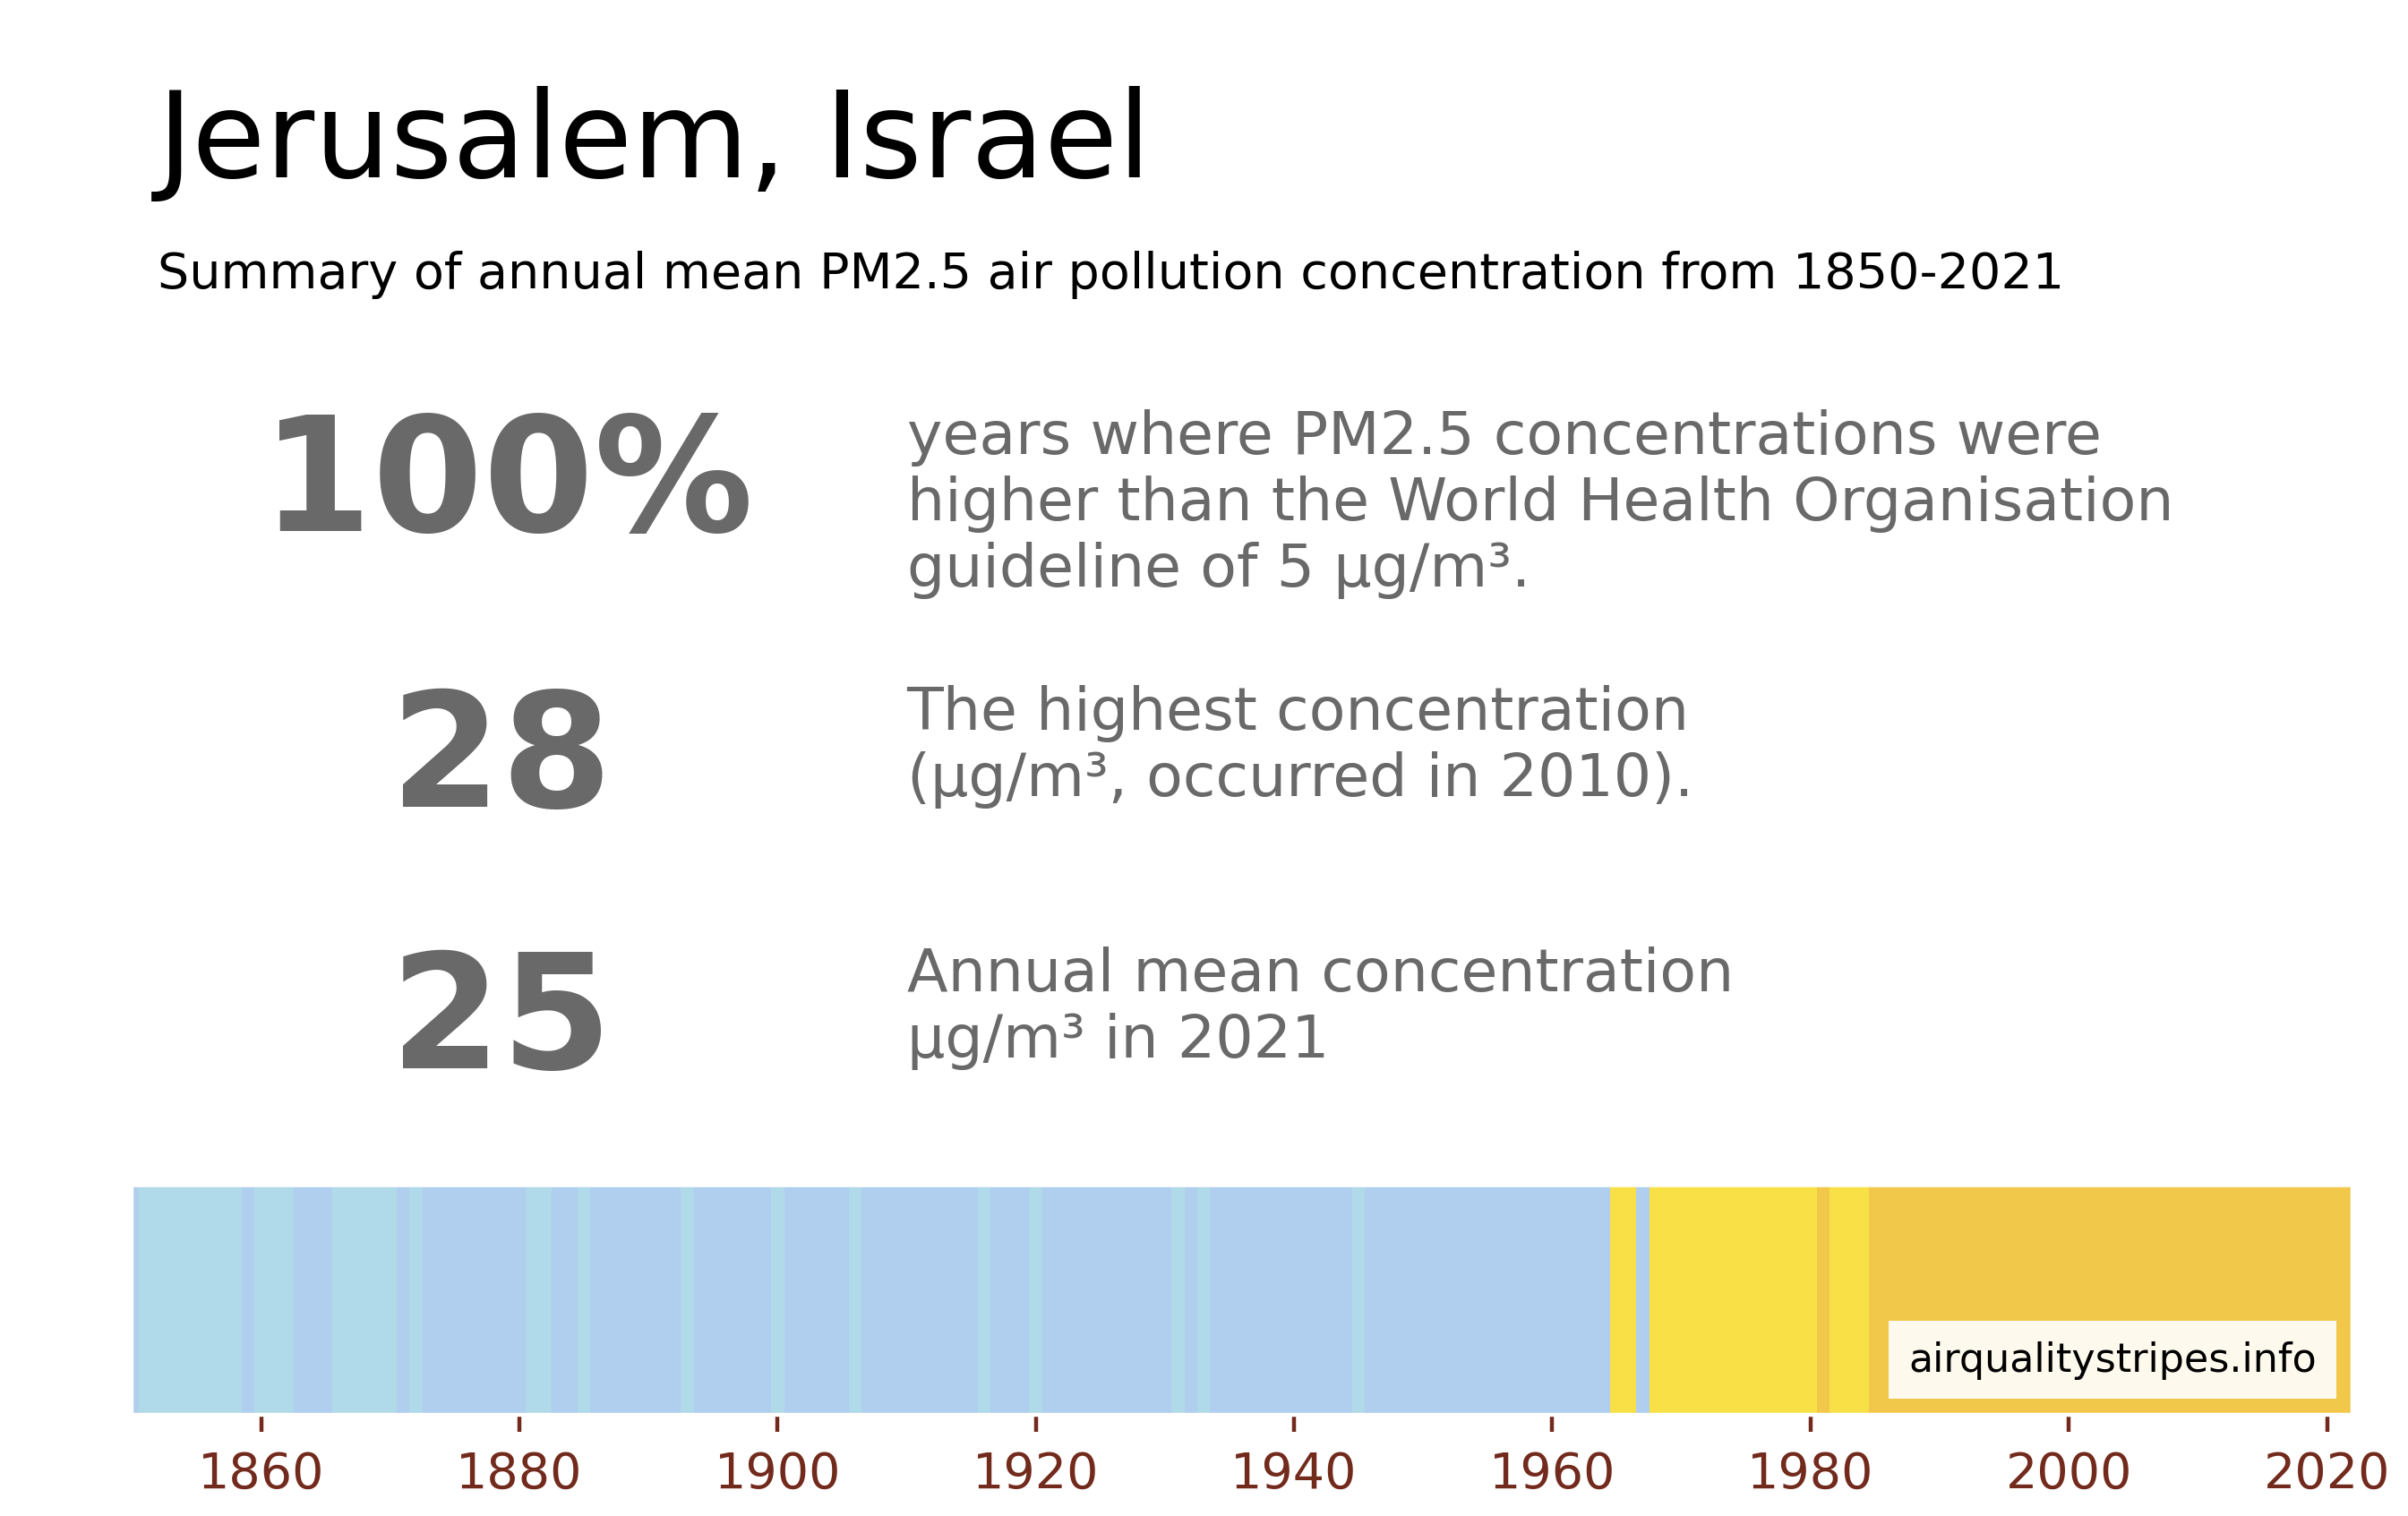 Jerusalem, Israel
Summary of annual mean PM2.5 air pollution concentration from 1850-2021
100%
years where PM2.5 concentrations were
higher than the World Health Organisation
guideline of 5 µg/m³.
28
The highest concentration
(µg/m³, occurred in 2010).
25
Annual mean concentration
µg/m³ in 2021
airqualitystripes.info
1860 1880 1900 1920 1940 1960 1980 2000 2020